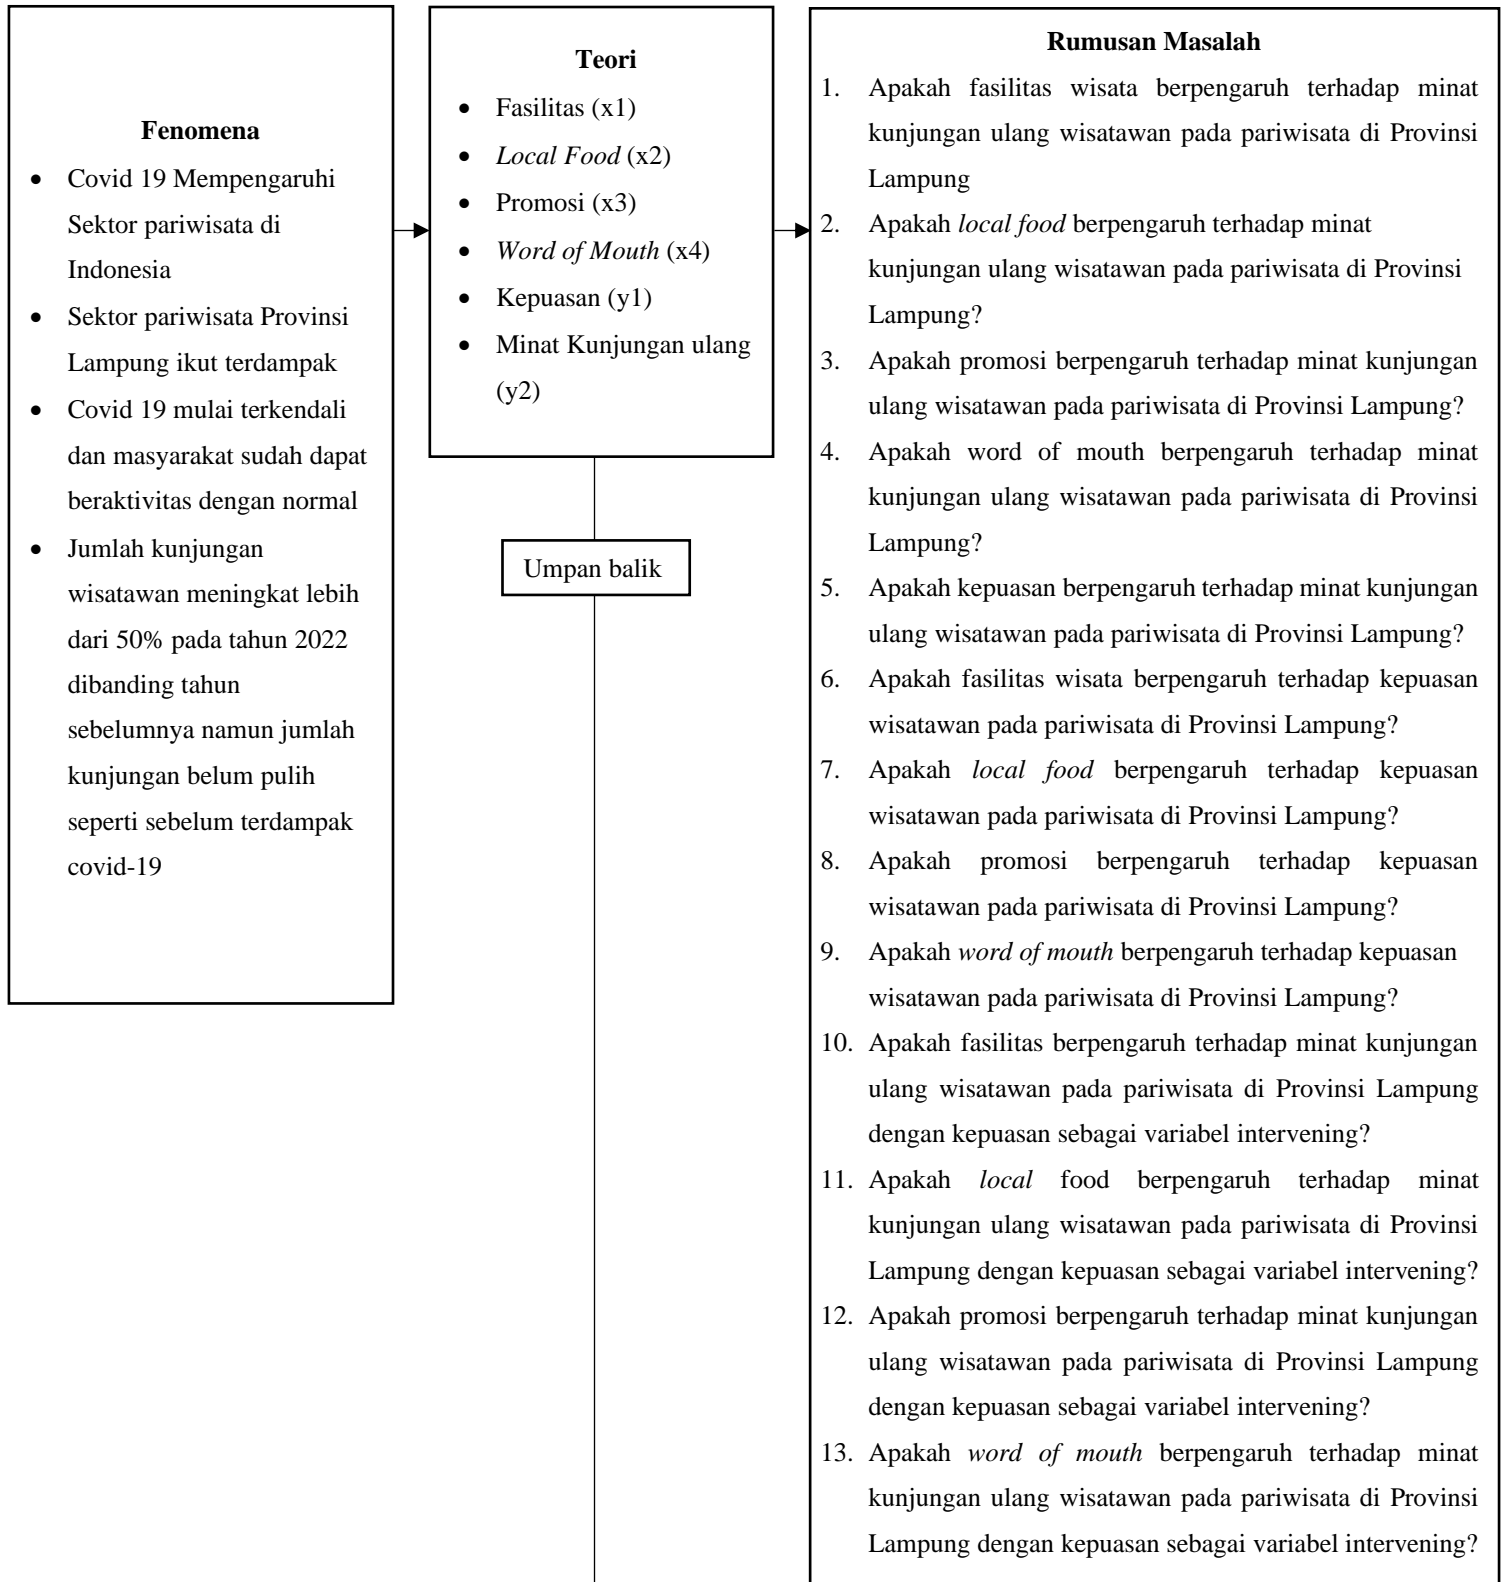 Fenomena
• Covid 19 Mempengaruhi
Sektor pariwisata di
Indonesia
• Sektor pariwisata Provinsi
Lampung ikut terdampak
• Covid 19 mulai terkendali
dan masyarakat sudah dapat
beraktivitas dengan normal
• Jumlah kunjungan
wisatawan meningkat lebih
dari 50% pada tahun 2022
dibanding tahun
sebelumnya namun jumlah
kunjungan belum pulih
seperti sebelum terdampak
covid-19
Teori
• Fasilitas (x1)
• Local Food (x2)
• Promosi (x3)
• Word of Mouth (x4)
• Kepuasan (y1)
• Minat Kunjungan ulang
(y2)
Umpan balik
Rumusan Masalah
1. Apakah fasilitas wisata berpengaruh terhadap minat
kunjungan ulang wisatawan pada pariwisata di Provinsi
Lampung
2. Apakah local food berpengaruh terhadap minat
kunjungan ulang wisatawan pada pariwisata di Provinsi
Lampung?
3. Apakah promosi berpengaruh terhadap minat kunjungan
ulang wisatawan pada pariwisata di Provinsi Lampung?
4. Apakah word of mouth berpengaruh terhadap minat
kunjungan ulang wisatawan pada pariwisata di Provinsi
Lampung?
5. Apakah kepuasan berpengaruh terhadap minat kunjungan
ulang wisatawan pada pariwisata di Provinsi Lampung?
6. Apakah fasilitas wisata berpengaruh terhadap kepuasan
wisatawan pada pariwisata di Provinsi Lampung?
7. Apakah local food berpengaruh terhadap kepuasan
wisatawan pada pariwisata di Provinsi Lampung?
8. Apakah promosi berpengaruh terhadap kepuasan
wisatawan pada pariwisata di Provinsi Lampung?
9. Apakah word of mouth berpengaruh terhadap kepuasan
wisatawan pada pariwisata di Provinsi Lampung?
10. Apakah fasilitas berpengaruh terhadap minat kunjungan
ulang wisatawan pada pariwisata di Provinsi Lampung
dengan kepuasan sebagai variabel intervening?
11. Apakah local food berpengaruh terhadap minat
kunjungan ulang wisatawan pada pariwisata di Provinsi
Lampung dengan kepuasan sebagai variabel intervening?
12. Apakah promosi berpengaruh terhadap minat kunjungan
ulang wisatawan pada pariwisata di Provinsi Lampung
dengan kepuasan sebagai variabel intervening?
13. Apakah word of mouth berpengaruh terhadap minat
kunjungan ulang wisatawan pada pariwisata di Provinsi
Lampung dengan kepuasan sebagai variabel intervening?